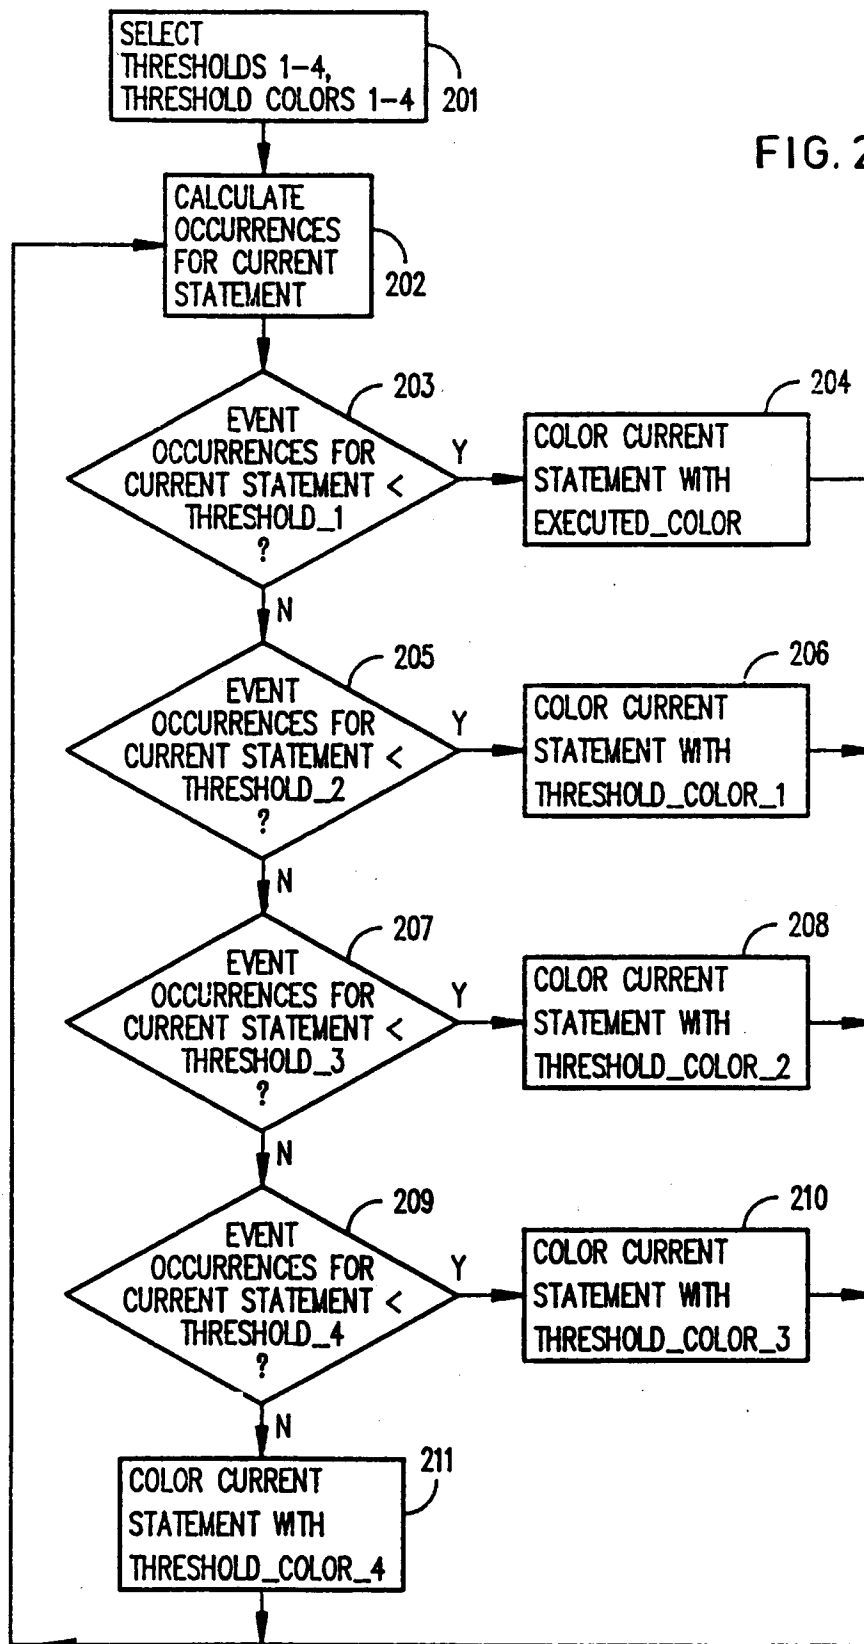 SELECT
THRESHOLDS 1-4,
THRESHOLD COLORS 1-4
201
FIG. 2
CALCULATE
OCCURRENCES
FOR CURRENT
STATEMENT
202
203
EVENT
OCCURRENCES FOR
CURRENT STATEMENT <
THRESHOLD_1
?
Y
N
204
COLOR CURRENT
STATEMENT WITH
EXECUTED_COLOR
205
EVENT
OCCURRENCES FOR
CURRENT STATEMENT <
THRESHOLD_2
?
Y
N
206
COLOR CURRENT
STATEMENT WITH
THRESHOLD_COLOR_1
207
EVENT
OCCURRENCES FOR
CURRENT STATEMENT <
THRESHOLD_3
?
Y
N
208
COLOR CURRENT
STATEMENT WITH
THRESHOLD_COLOR_2
209
EVENT
OCCURRENCES FOR
CURRENT STATEMENT <
THRESHOLD_4
?
Y
N
210
COLOR CURRENT
STATEMENT WITH
THRESHOLD_COLOR_3
211
COLOR CURRENT
STATEMENT WITH
THRESHOLD_COLOR_4